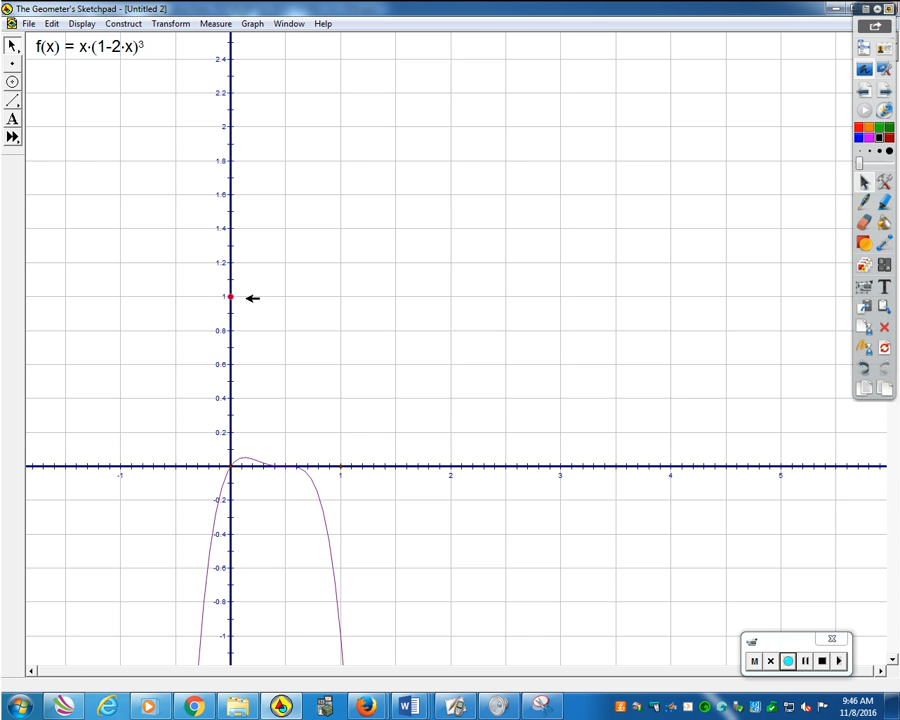 The Geometer's Sketchpad - [Untitled 2]
File Edit Display Construct Transform Measure Graph Window Help
f(x) = x·(1-2·x)³
A
T
2.4
2.2
2
1.8
1.6
1.4
1.2
1
0.8
0.6
0.4
0.2
-1 1 2 3 4 5
-0.2
-0.4
-0.6
-0.8
-1
M
9:46 AM
11/8/2016